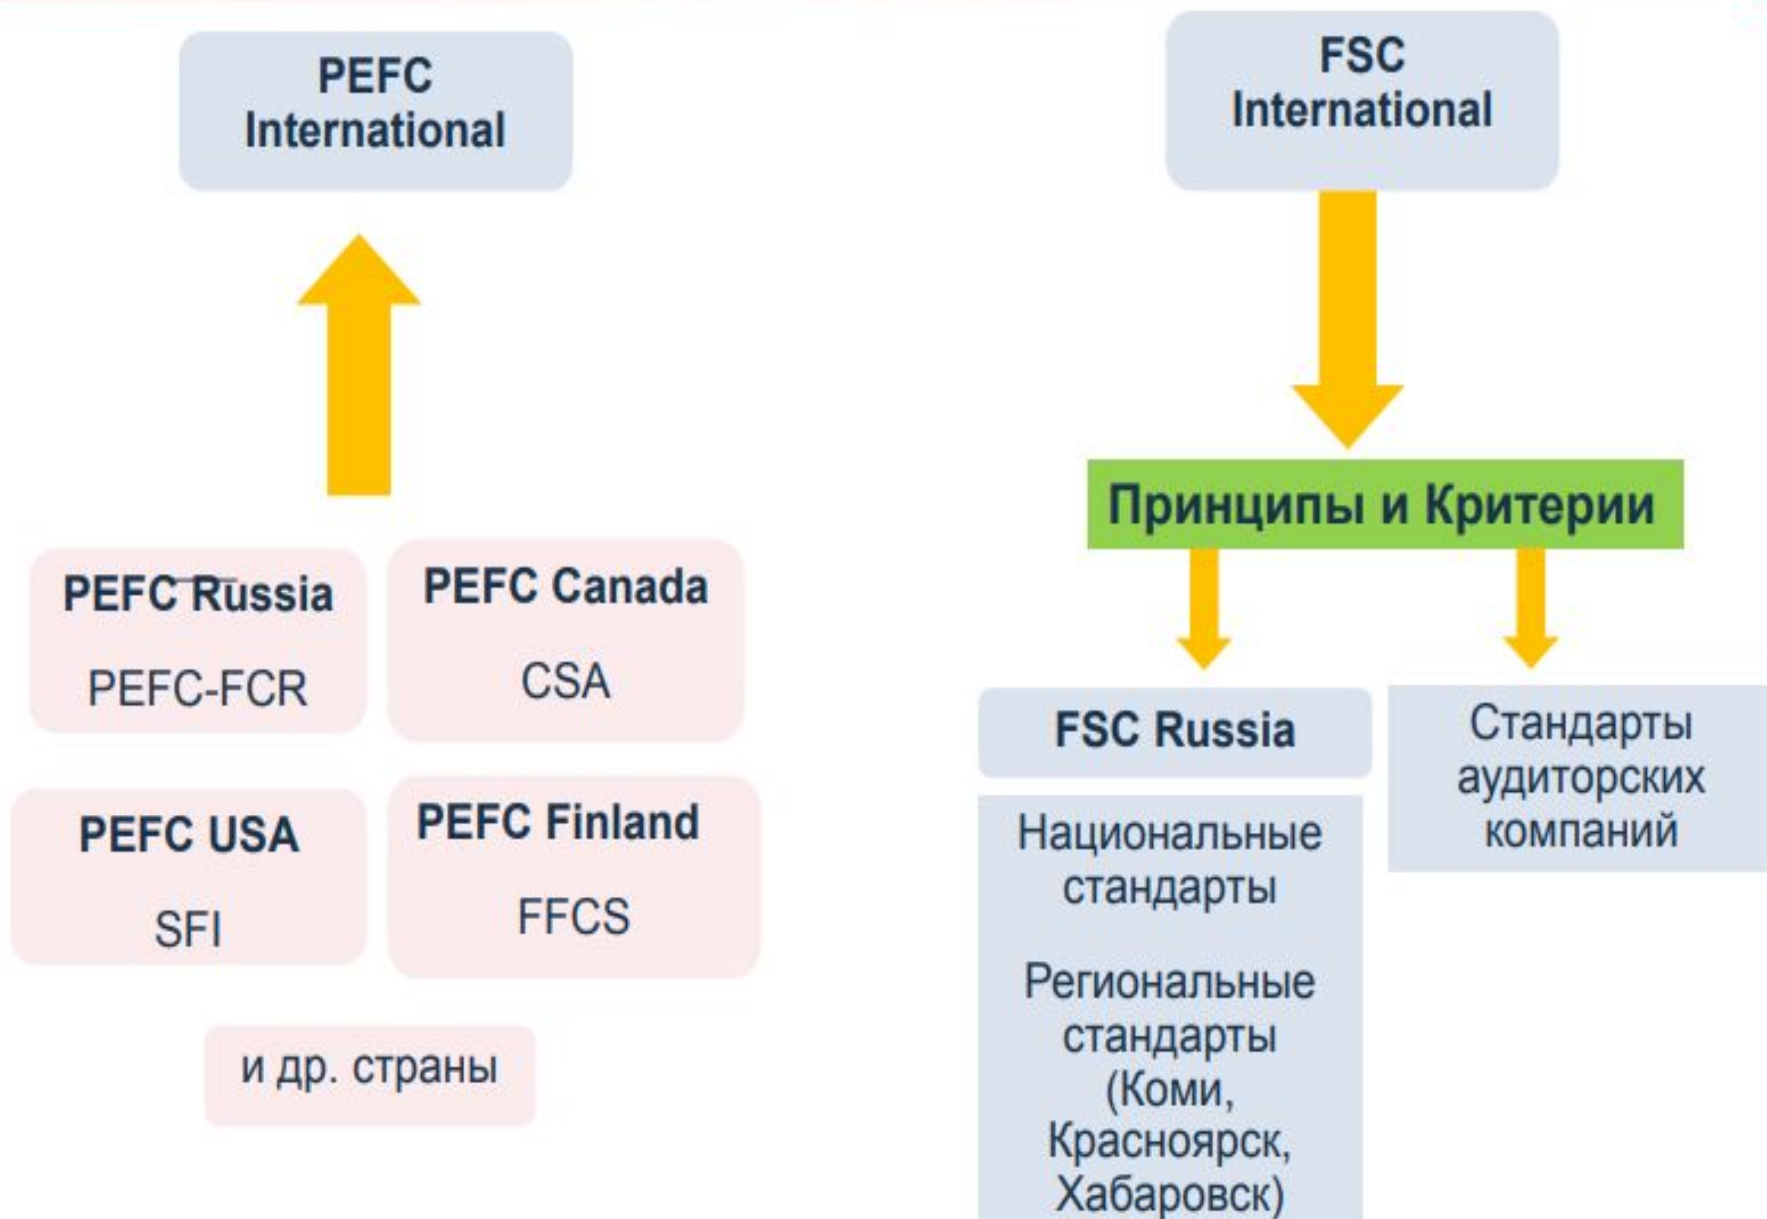 PEFC
International
PEFC Russia
PEFC-FCR
PEFC Canada
CSA
PEFC USA
SFI
PEFC Finland
FFCS
и др. страны
FSC
International
Принципы и Критерии
FSC Russia
Национальные
стандарты
Региональные
стандарты
(Коми,
Красноярск,
Хабаровск)
Стандарты
аудиторских
компаний